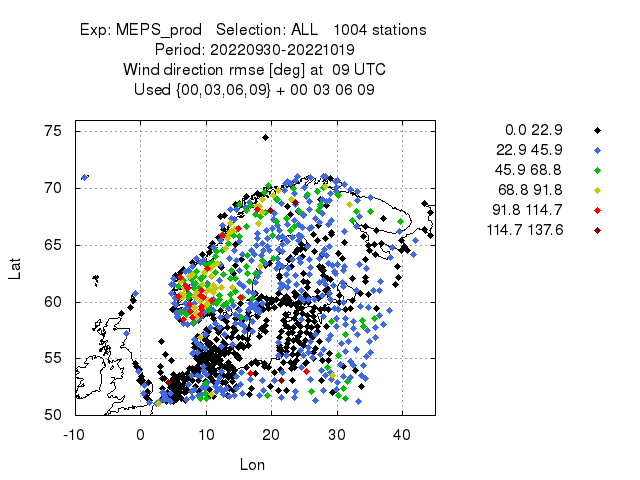 Exp: MEPS_prod   Selection: ALL   1004 stations
Period: 20220930-20221019
Wind direction rmse [deg] at  09 UTC
Used {00,03,06,09} + 00 03 06 09
0.0 22.9
22.9 45.9
45.9 68.8
68.8 91.8
91.8 114.7
114.7 137.6
75
70
65
60
55
50
Lat
-10 0 10 20 30 40
Lon